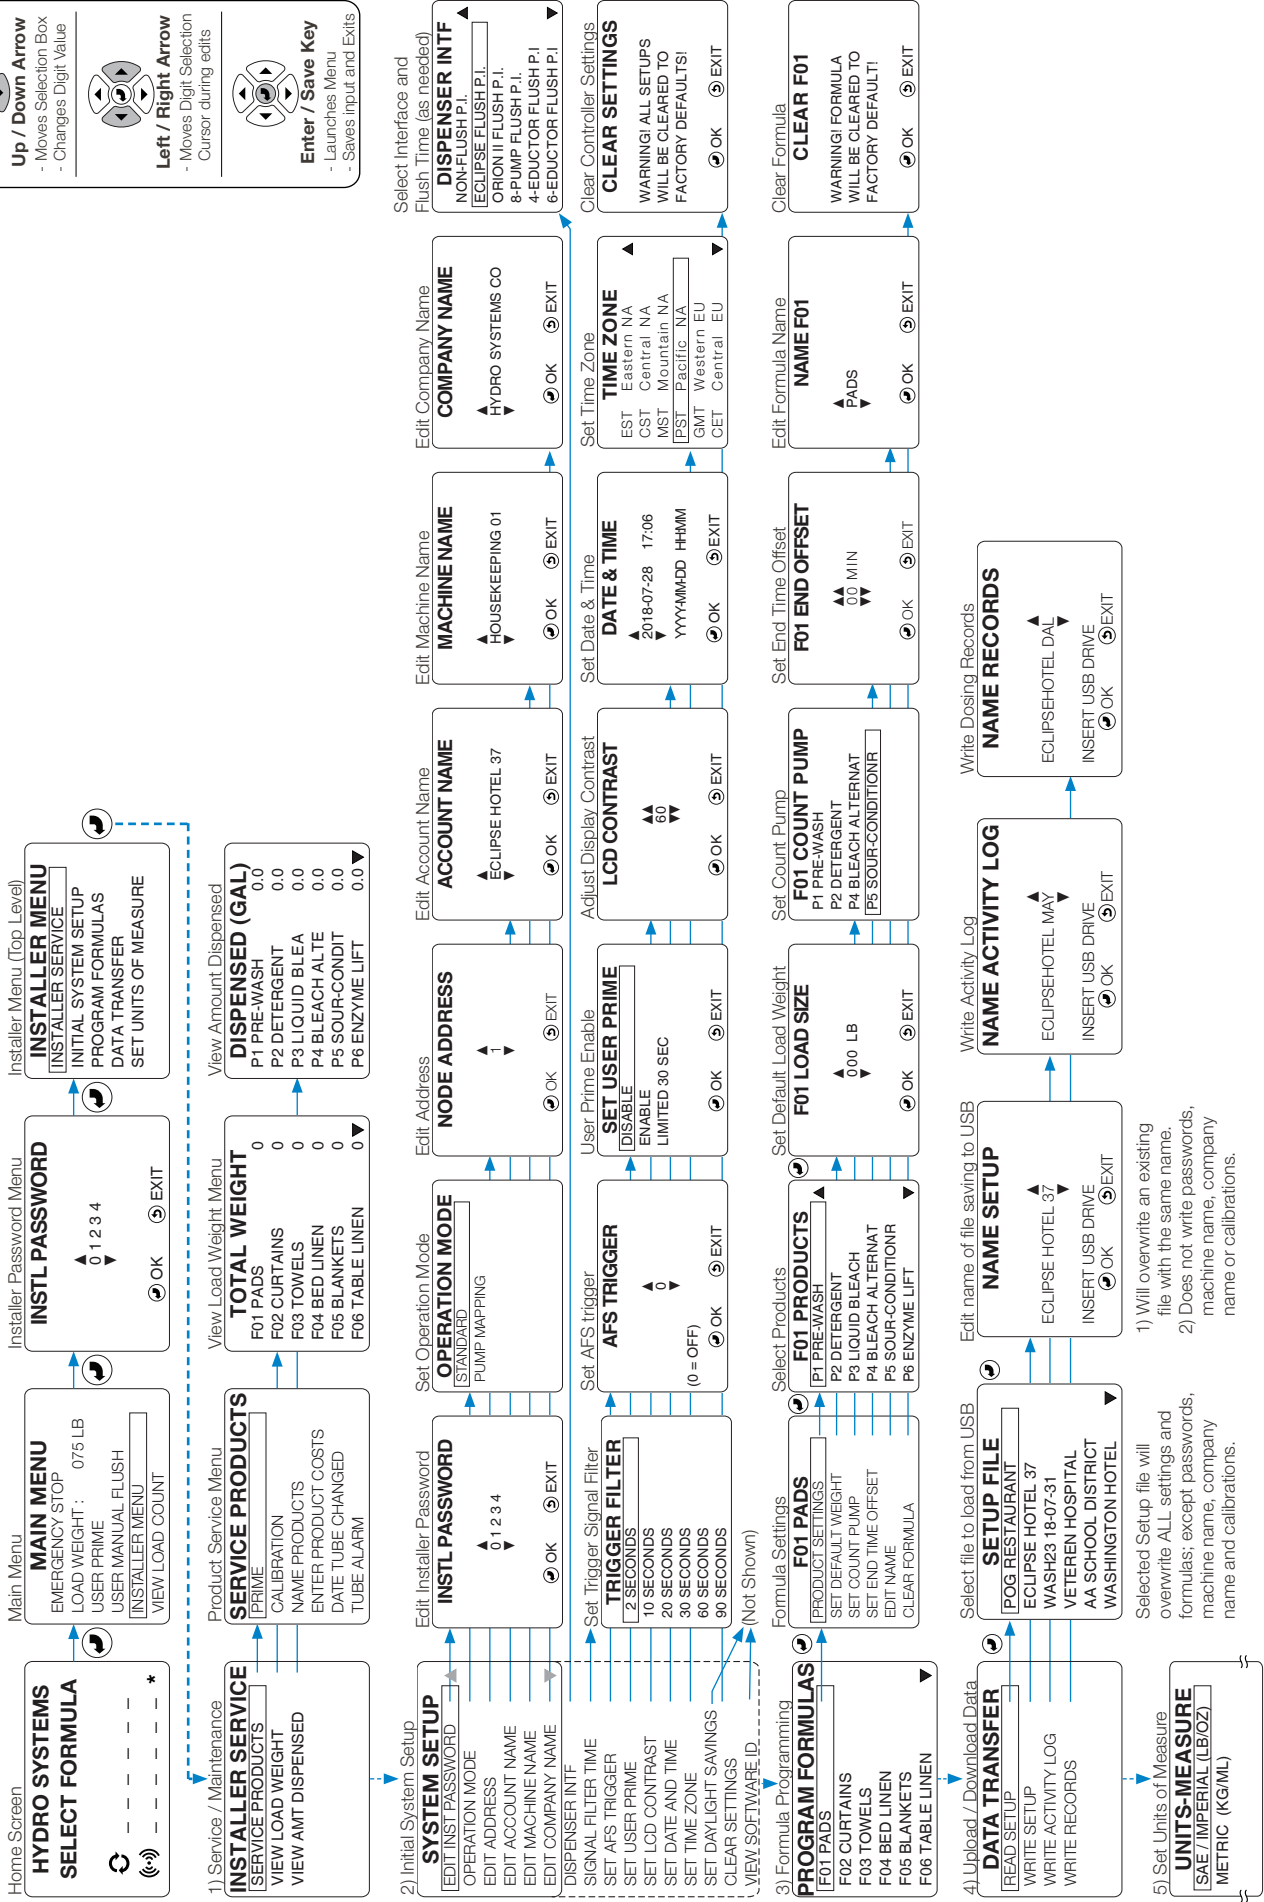 Up / Down Arrow
- Moves Selection Box
- Changes Digit Value
Left / Right Arrow
- Moves Digit Selection
Cursor during edits
Enter / Save Key
- Launches Menu
- Saves input and Exits
Home Screen
HYDRO SYSTEMS
SELECT FORMULA
– – – – –
– – – – – *
Main Menu
MAIN MENU
EMERGENCY STOP
LOAD WEIGHT : 075 LB
USER PRIME
USER MANUAL FLUSH
INSTALLER MENU
VIEW LOAD COUNT
Installer Password Menu
INSTL PASSWORD
0 1 2 3 4
OK EXIT
Installer Menu (Top Level)
INSTALLER MENU
INSTALLER SERVICE
INITIAL SYSTEM SETUP
PROGRAM FORMULAS
DATA TRANSFER
SET UNITS OF MEASURE
1) Service / Maintenance
INSTALLER SERVICE
SERVICE PRODUCTS
VIEW LOAD WEIGHT
VIEW AMT DISPENSED
Product Service Menu
SERVICE PRODUCTS
PRIME
CALIBRATION
NAME PRODUCTS
ENTER PRODUCT COSTS
DATE TUBE CHANGED
TUBE ALARM
View Load Weight Menu
TOTAL WEIGHT
F01 PADS 0
F02 CURTAINS 0
F03 TOWELS 0
F04 BED LINEN 0
F05 BLANKETS 0
F06 TABLE LINEN 0
View Amount Dispensed
DISPENSED (GAL)
P1 PRE-WASH 0.0
P2 DETERGENT 0.0
P3 LIQUID BLEA 0.0
P4 BLEACH ALTE 0.0
P5 SOUR-CONDIT 0.0
P6 ENZYME LIFT 0.0
2) Initial System Setup
SYSTEM SETUP
EDIT INST PASSWORD
OPERATION MODE
EDIT ADDRESS
EDIT ACCOUNT NAME
EDIT MACHINE NAME
EDIT COMPANY NAME
DISPENSER INTF
SIGNAL FILTER TIME
SET AFS TRIGGER
SET USER PRIME
SET LCD CONTRAST
SET DATE AND TIME
SET TIME ZONE
SET DAYLIGHT SAVINGS
CLEAR SETTINGS
VIEW SOFTWARE ID
(Not Shown)
Edit Installer Password
INSTL PASSWORD
0 1 2 3 4
OK EXIT
Set Operation Mode
OPERATION MODE
STANDARD
PUMP MAPPING
Edit Address
NODE ADDRESS
1
OK EXIT
Edit Account Name
ACCOUNT NAME
ECLIPSE HOTEL 37
OK EXIT
Edit Machine Name
MACHINE NAME
HOUSEKEEPING 01
OK EXIT
Edit Company Name
COMPANY NAME
HYDRO SYSTEMS CO
OK EXIT
Select Interface and
Flush Time (as needed)
DISPENSER INTF
NON-FLUSH P.I.
ECLIPSE FLUSH P.I.
ORION II FLUSH P.I.
8-PUMP FLUSH P.I.
4-EDUCTOR FLUSH P.I
6-EDUCTOR FLUSH P.I
Set Trigger Signal Filter
TRIGGER FILTER
2 SECONDS
10 SECONDS
20 SECONDS
30 SECONDS
60 SECONDS
90 SECONDS
Set AFS trigger
AFS TRIGGER
0
(0 = OFF)
OK EXIT
User Prime Enable
SET USER PRIME
DISABLE
ENABLE
LIMITED 30 SEC
OK EXIT
Adjust Display Contrast
LCD CONTRAST
60
OK EXIT
Set Date & Time
DATE & TIME
2018-07-28 17:06
YYYY-MM-DD HH:MM
OK EXIT
Set Time Zone
TIME ZONE
EST Eastern NA
CST Central NA
MST Mountain NA
PST Pacific NA
GMT Western EU
CET Central EU
Clear Controller Settings
CLEAR SETTINGS
WARNING! ALL SETUPS
WILL BE CLEARED TO
FACTORY DEFAULTS!
OK EXIT
3) Formula Programming
PROGRAM FORMULAS
F01 PADS
F02 CURTAINS
F03 TOWELS
F04 BED LINEN
F05 BLANKETS
F06 TABLE LINEN
Formula Settings
F01 PADS
PRODUCT SETTINGS
SET DEFAULT WEIGHT
SET COUNT PUMP
SET END TIME OFFSET
EDIT NAME
CLEAR FORMULA
Select Products
F01 PRODUCTS
P1 PRE-WASH
P2 DETERGENT
P3 LIQUID BLEACH
P4 BLEACH ALTERNAT
P5 SOUR-CONDITIONR
P6 ENZYME LIFT
Set Default Load Weight
F01 LOAD SIZE
000 LB
OK EXIT
Set Count Pump
F01 COUNT PUMP
P1 PRE-WASH
P2 DETERGENT
P4 BLEACH ALTERNAT
P5 SOUR-CONDITIONR
Set End Time Offset
F01 END OFFSET
00 MIN
OK EXIT
Edit Formula Name
NAME F01
PADS
OK EXIT
Clear Formula
CLEAR F01
WARNING! FORMULA
WILL BE CLEARED TO
FACTORY DEFAULT!
OK EXIT
4) Upload / Download Data
DATA TRANSFER
READ SETUP
WRITE SETUP
WRITE ACTIVITY LOG
WRITE RECORDS
Select file to load from USB
SETUP FILE
POG RESTAURANT
ECLIPSE HOTEL 37
WASH23 18-07-31
VETEREN HOSPITAL
AA SCHOOL DISTRICT
WASHINGTON HOTEL
Selected Setup file will
overwrite ALL settings and
formulas; except passwords,
machine name, company
name and calibrations.
Edit name of file saving to USB
NAME SETUP
ECLIPSE HOTEL 37
INSERT USB DRIVE
OK EXIT
1) Will overwrite an existing
file with the same name.
2) Does not write passwords,
machine name, company
name or calibrations.
Write Activity Log
NAME ACTIVITY LOG
ECLIPSEHOTEL MAY
INSERT USB DRIVE
OK EXIT
Write Dosing Records
NAME RECORDS
ECLIPSEHOTEL DAL
INSERT USB DRIVE
OK EXIT
5) Set Units of Measure
UNITS-MEASURE
SAE / IMPERIAL (LB/OZ)
METRIC (KG/ML)